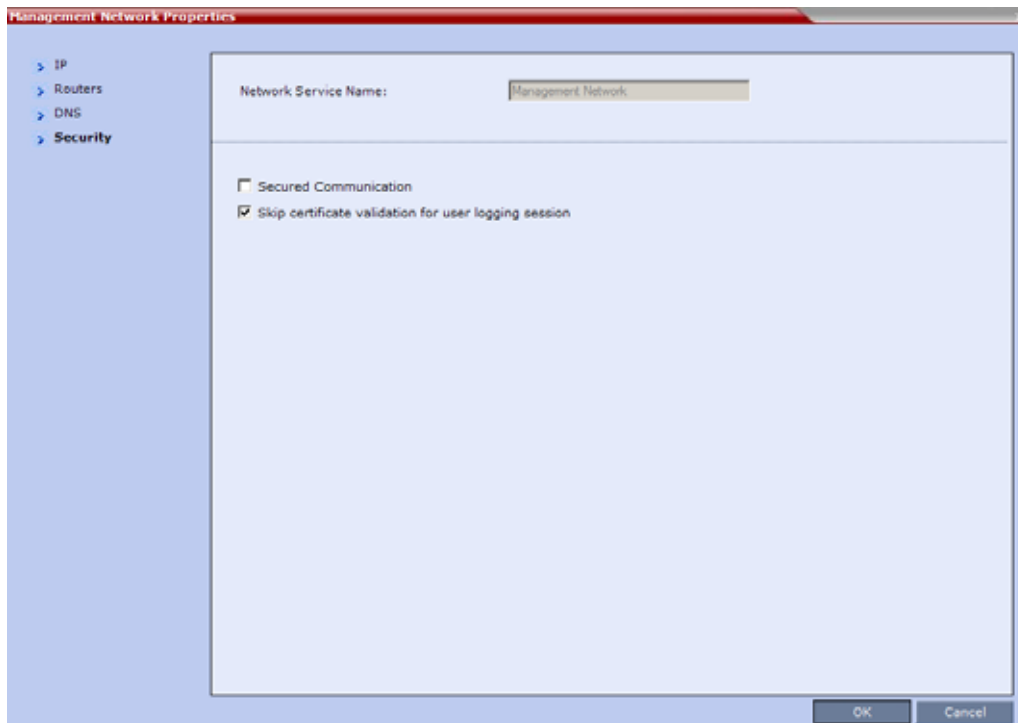 Management Network Properties
IP
Routers
DNS
Security
Network Service Name:
Management Network
Secured Communication
Skip certificate validation for user logging session
OK
Cancel